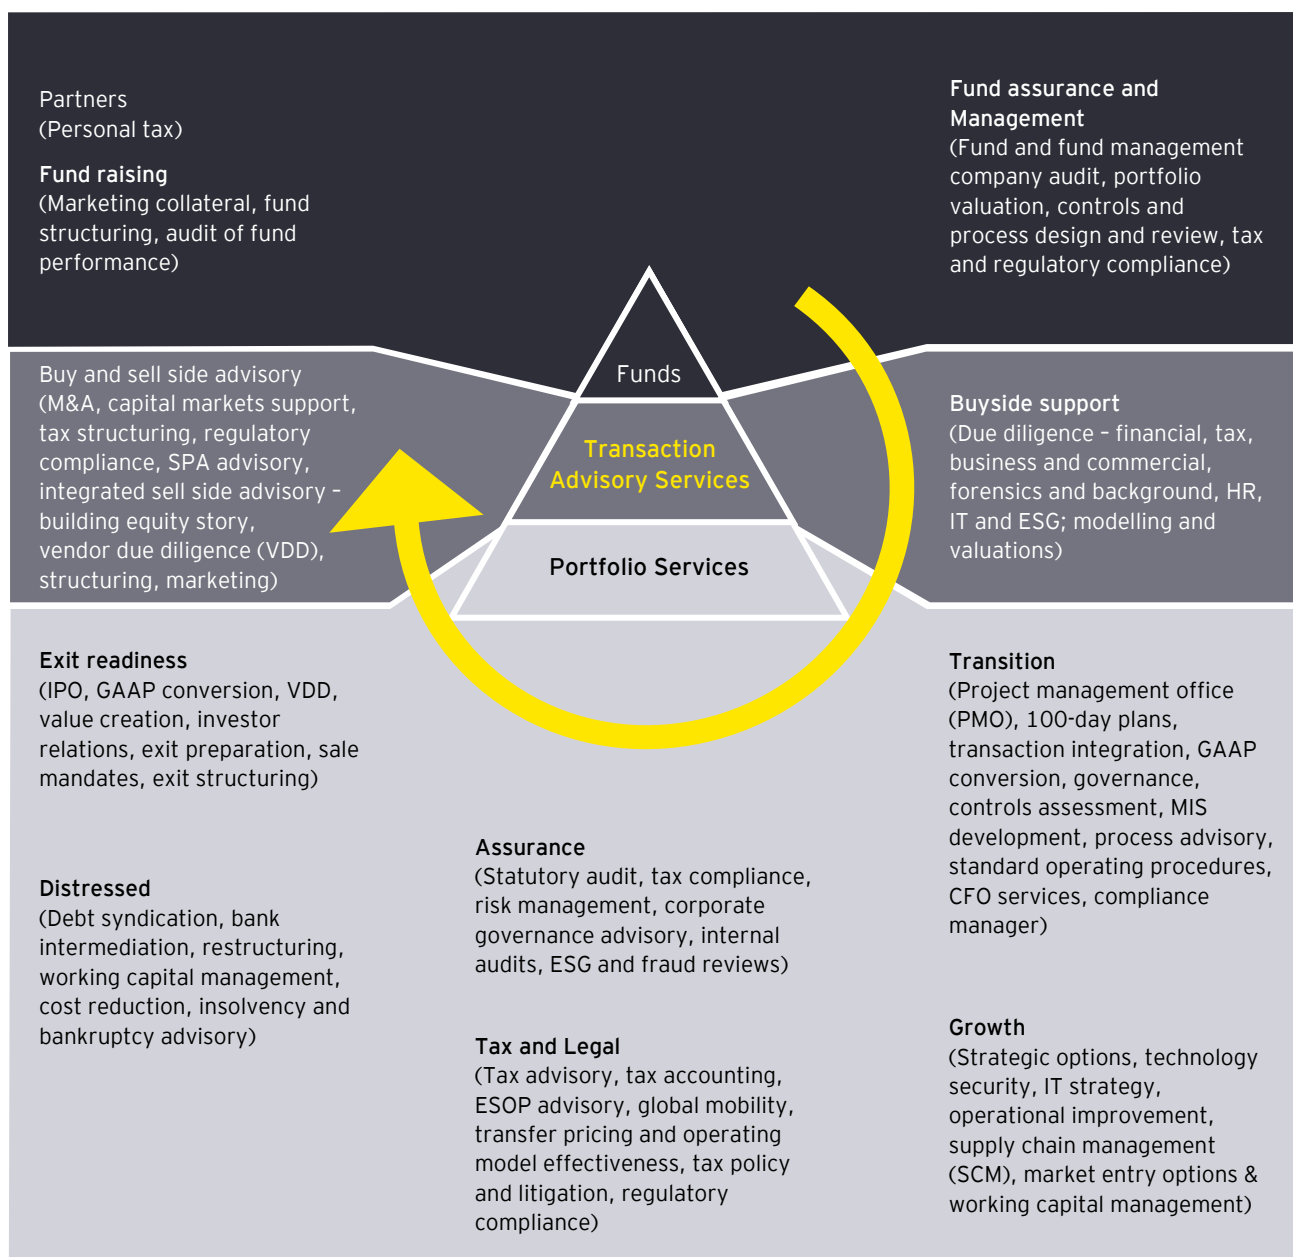 Partners
(Personal tax)
Fund raising
(Marketing collateral, fund
structuring, audit of fund
performance)
Fund assurance and
Management
(Fund and fund management
company audit, portfolio
valuation, controls and
process design and review, tax
and regulatory compliance)
Funds
Buy and sell side advisory
(M&A, capital markets support,
tax structuring, regulatory
compliance, SPA advisory,
integrated sell side advisory –
building equity story,
vendor due diligence (VDD),
structuring, marketing)
Transaction
Advisory Services
Buyside support
(Due diligence – financial, tax,
business and commercial,
forensics and background, HR,
IT and ESG; modelling and
valuations)
Portfolio Services
Exit readiness
(IPO, GAAP conversion, VDD,
value creation, investor
relations, exit preparation, sale
mandates, exit structuring)
Distressed
(Debt syndication, bank
intermediation, restructuring,
working capital management,
cost reduction, insolvency and
bankruptcy advisory)
Assurance
(Statutory audit, tax compliance,
risk management, corporate
governance advisory, internal
audits, ESG and fraud reviews)
Tax and Legal
(Tax advisory, tax accounting,
ESOP advisory, global mobility,
transfer pricing and operating
model effectiveness, tax policy
and litigation, regulatory
compliance)
Transition
(Project management office
(PMO), 100-day plans,
transaction integration, GAAP
conversion, governance,
controls assessment, MIS
development, process advisory,
standard operating procedures,
CFO services, compliance
manager)
Growth
(Strategic options, technology
security, IT strategy,
operational improvement,
supply chain management
(SCM), market entry options &
working capital management)